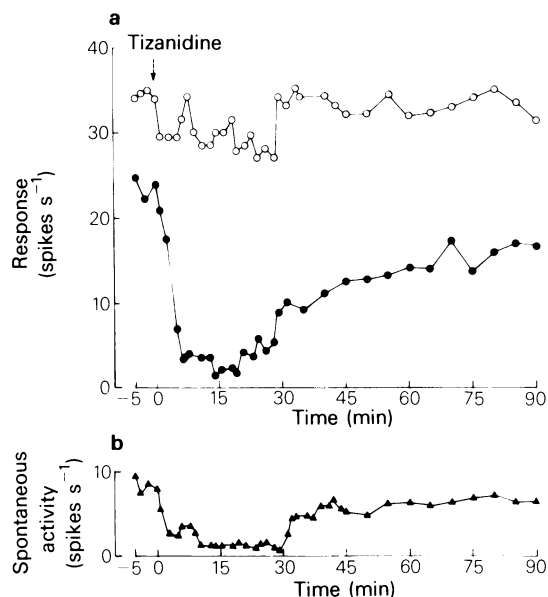 a
40
Tizanidine
30
20
10
0
Response
(spikes s⁻¹)
−5 0 15 30 45 60 75 90
Time (min)
b
10
0
Spontaneous
activity
(spikes s⁻¹)
−5 0 15 30 45 60 75 90
Time (min)